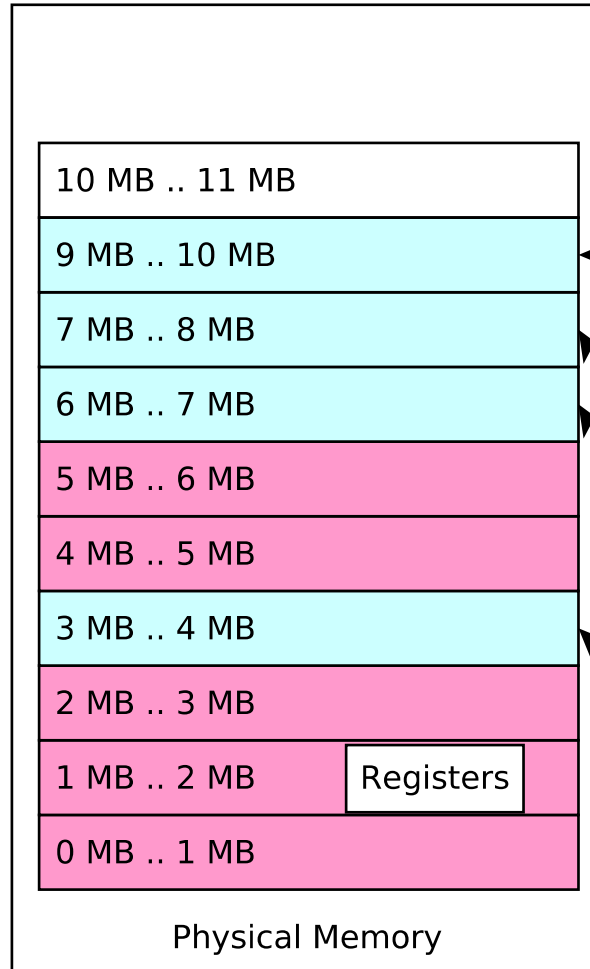 10 MB .. 11 MB
9 MB .. 10 MB
7 MB .. 8 MB
6 MB .. 7 MB
5 MB .. 6 MB
4 MB .. 5 MB
3 MB .. 4 MB
2 MB .. 3 MB
1 MB .. 2 MB Registers
0 MB .. 1 MB
Physical Memory